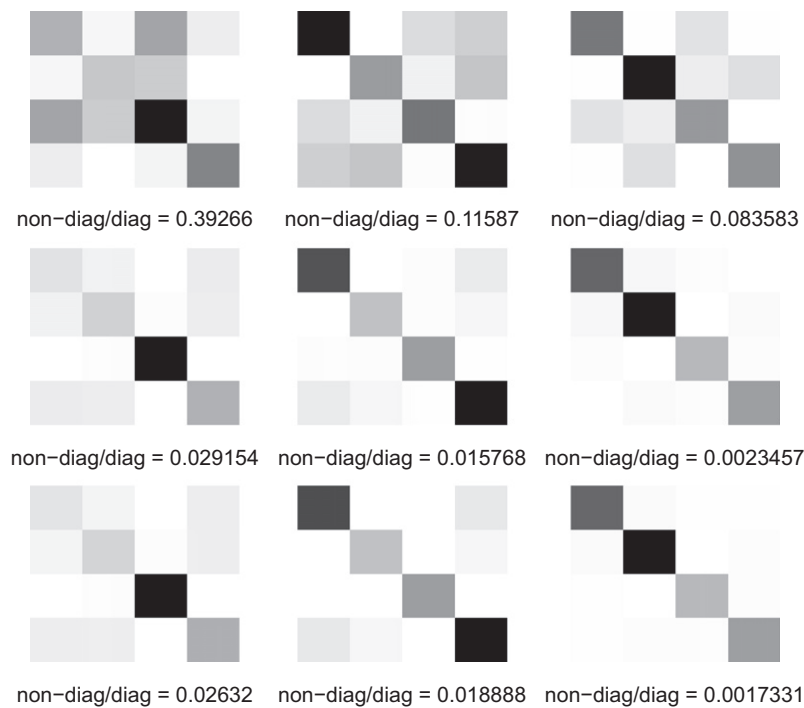 non−diag/diag = 0.39266
non−diag/diag = 0.11587
non−diag/diag = 0.083583
non−diag/diag = 0.029154
non−diag/diag = 0.015768
non−diag/diag = 0.0023457
non−diag/diag = 0.02632
non−diag/diag = 0.018888
non−diag/diag = 0.0017331